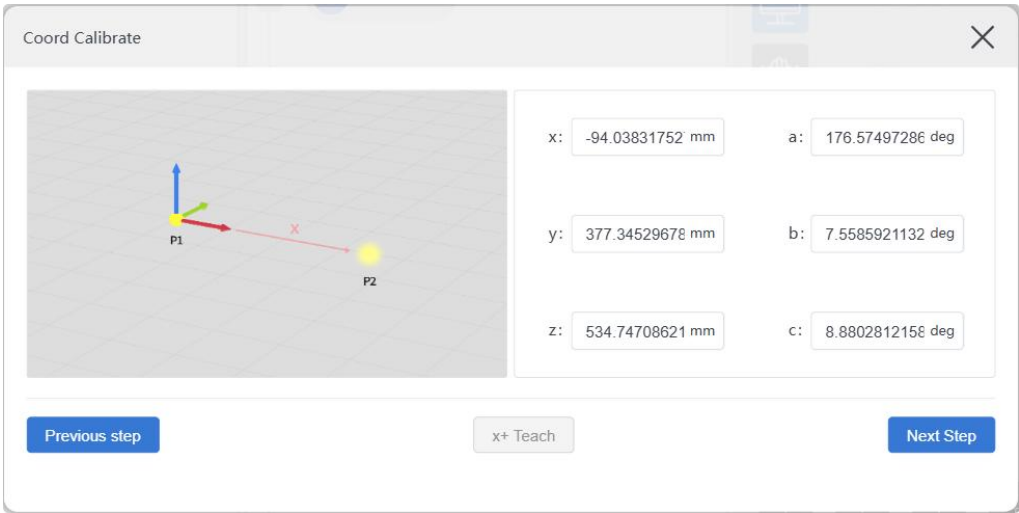 Coord Calibrate
X
P1
P2
x: -94.03831752 mm
a: 176.57497286 deg
y: 377.34529678 mm
b: 7.5585921132 deg
z: 534.74708621 mm
c: 8.8802812158 deg
Previous step
x+ Teach
Next Step